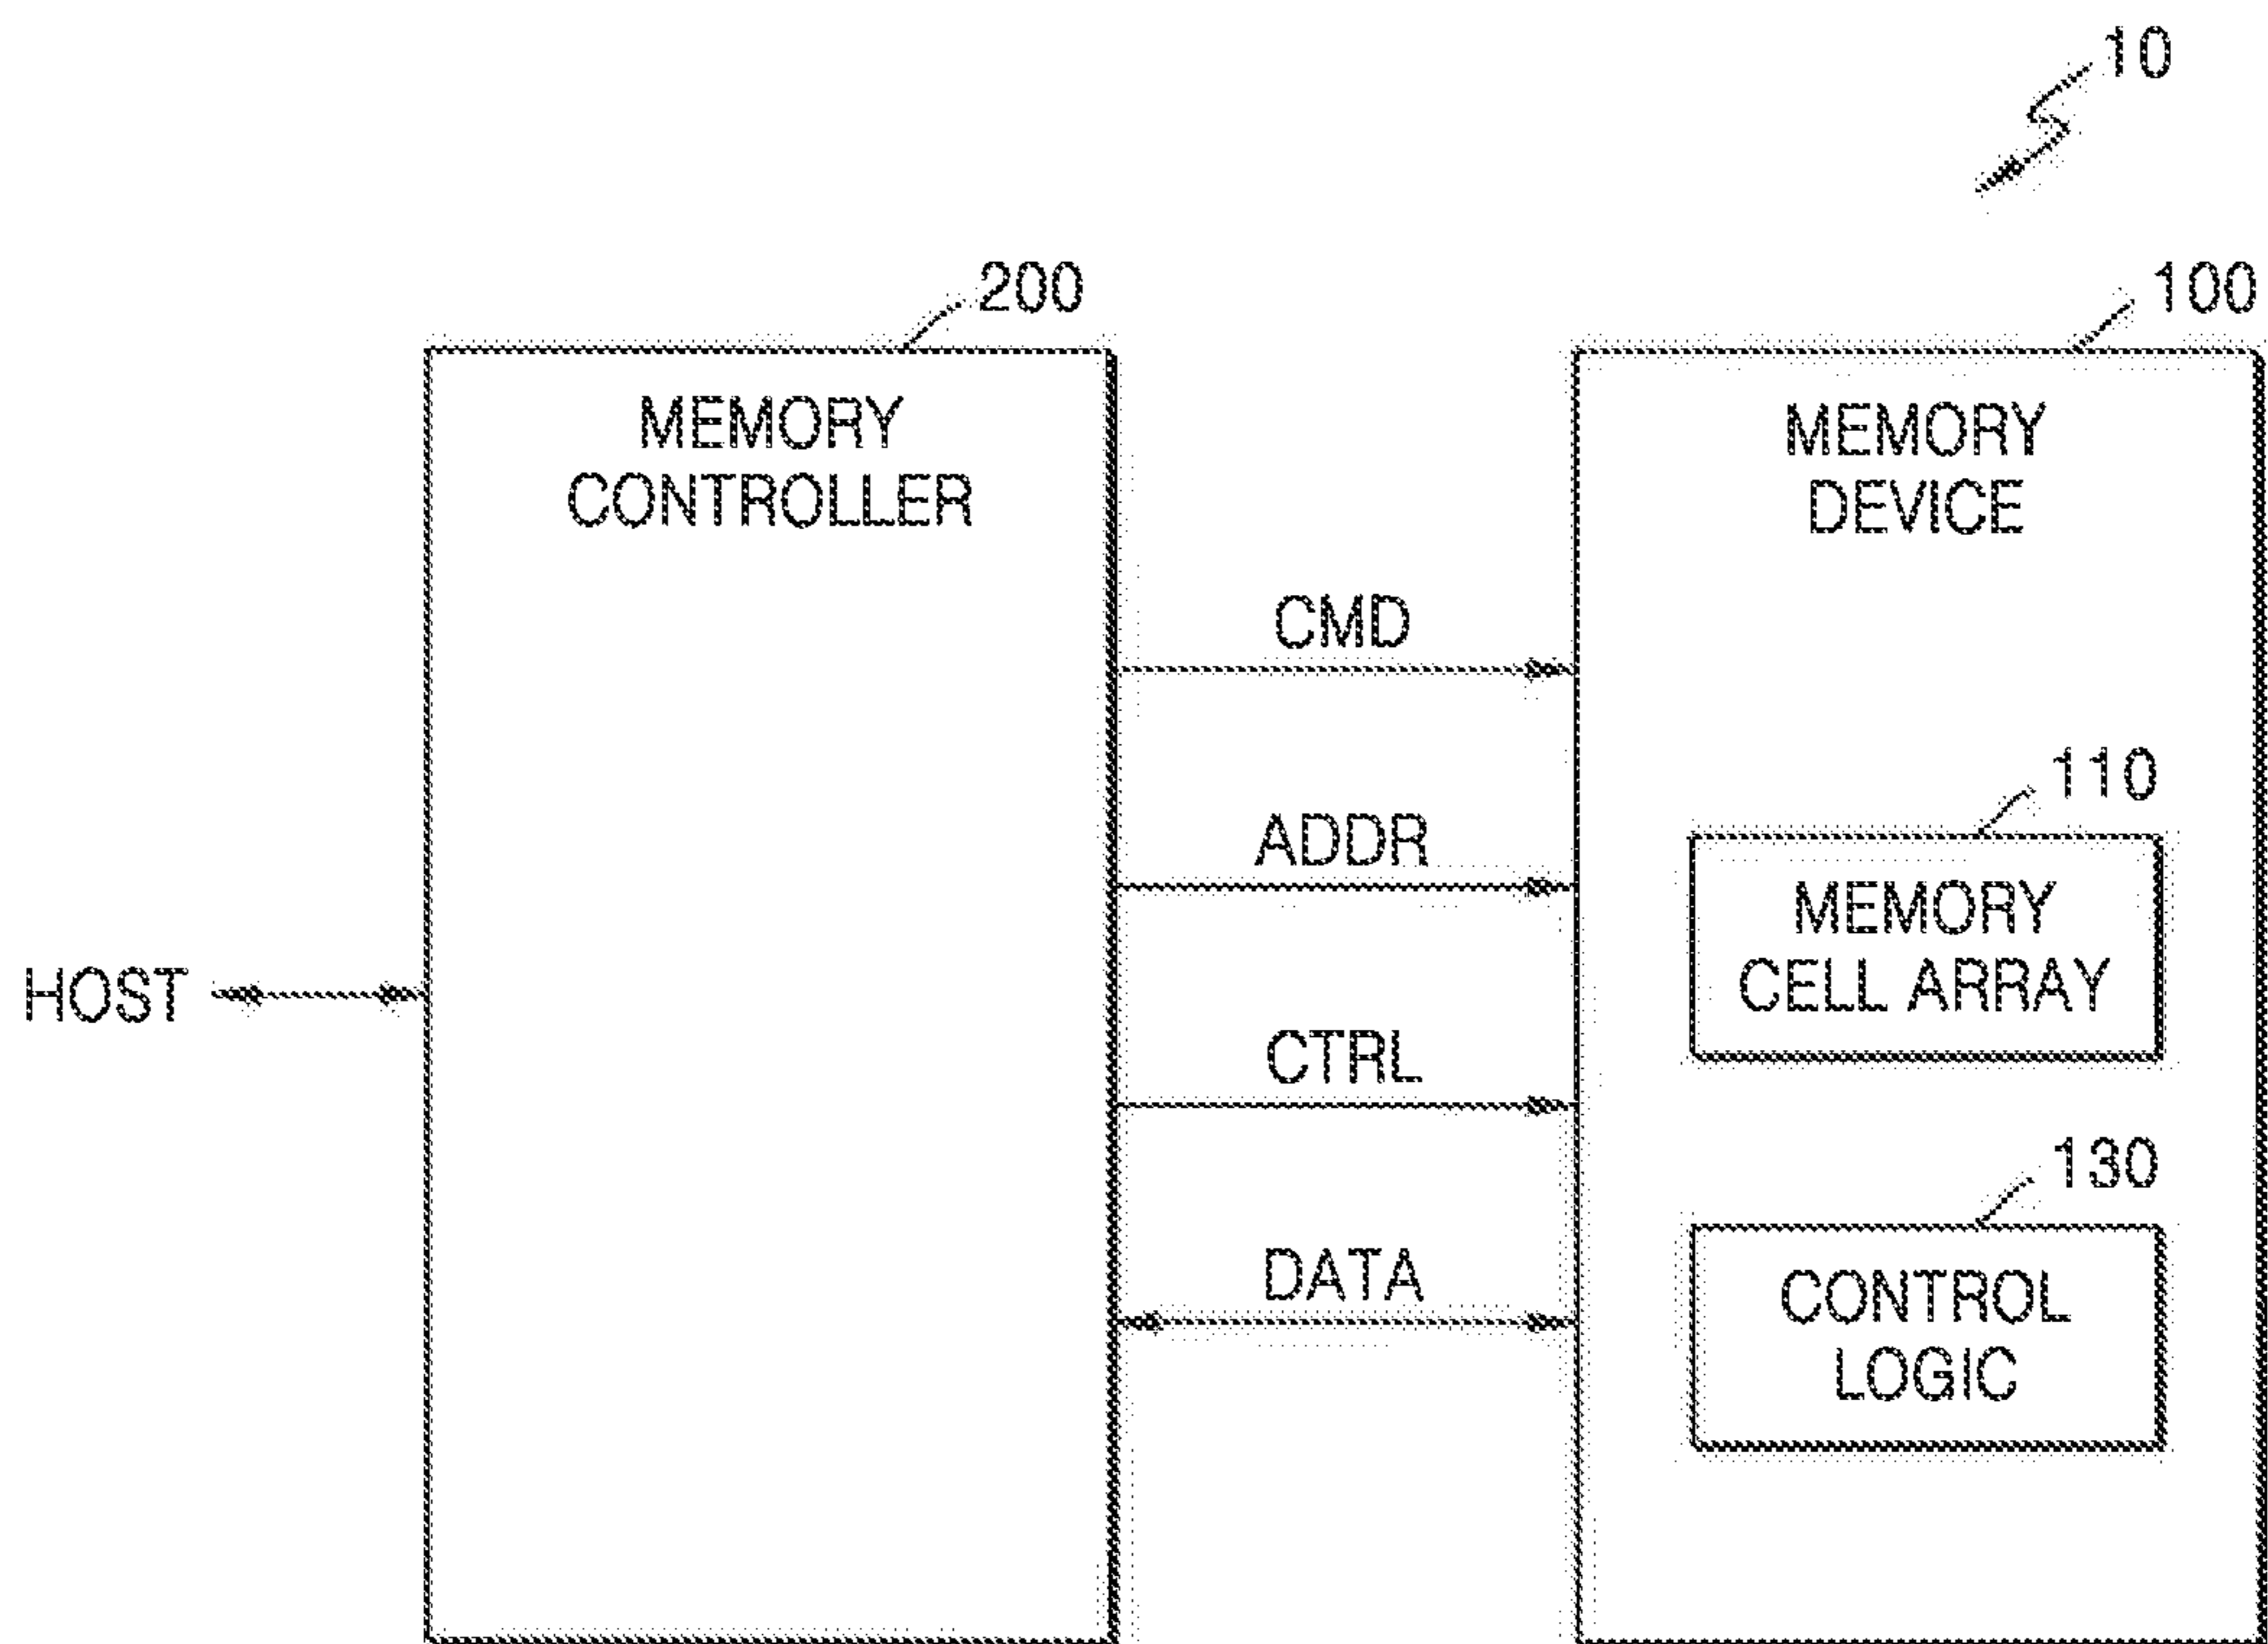 10
200
100
MEMORY
CONTROLLER
MEMORY
DEVICE
CMD
ADDR
CTRL
DATA
HOST
110
MEMORY
CELL ARRAY
130
CONTROL
LOGIC